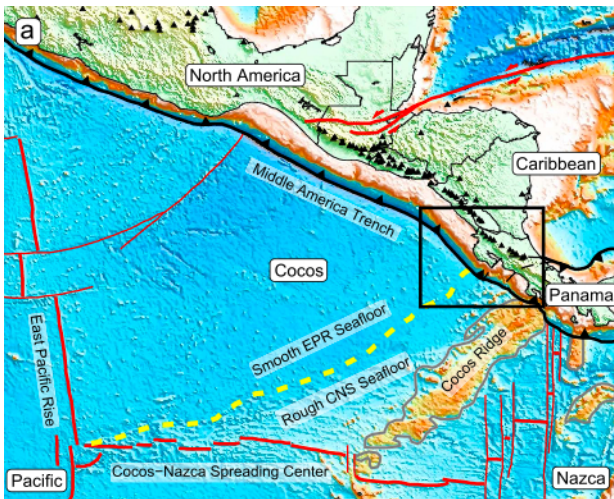 a
North America
Caribbean
Middle America Trench
Cocos
Panama
Smooth EPR Seafloor
East Pacific Rise
Rough CNS Seafloor
Cocos Ridge
Cocos–Nazca Spreading Center
Pacific
Nazca